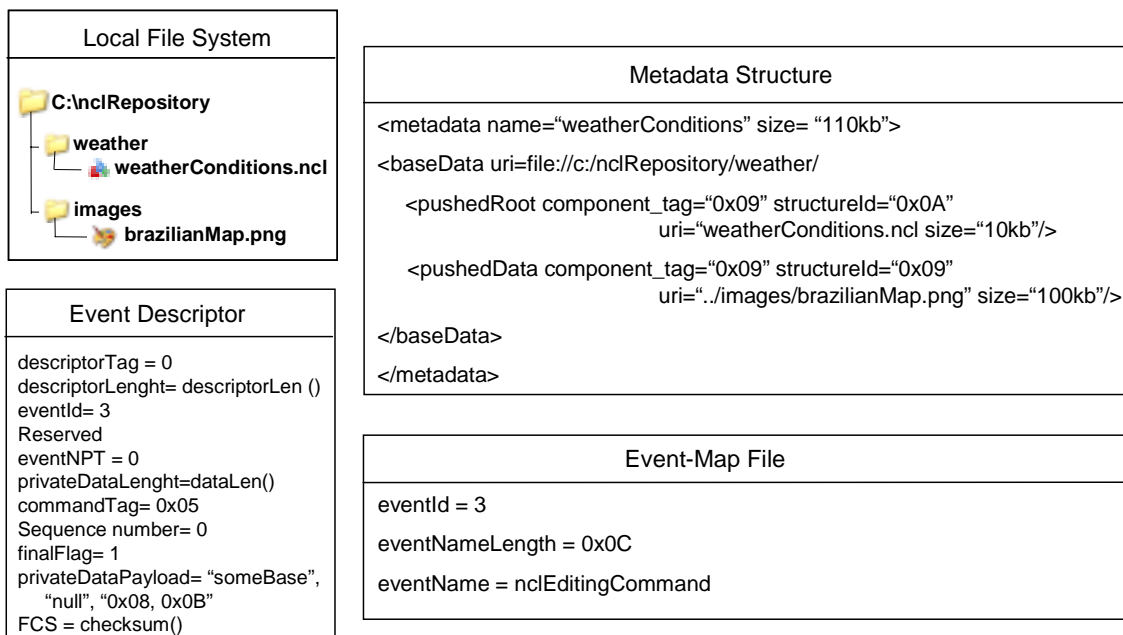 Local File System
C:\nclRepository
weather
weatherConditions.ncl
images
brazilianMap.png
Event Descriptor
descriptorTag = 0
descriptorLenght= descriptorLen ()
eventId= 3
Reserved
eventNPT = 0
privateDataLenght=dataLen()
commandTag= 0x05
Sequence number= 0
finalFlag= 1
privateDataPayload= “someBase”,
“null”, “0x08, 0x0B”
FCS = checksum()
Metadata Structure
<metadata name=“weatherConditions” size= “110kb”>
<baseData uri=file://c:/nclRepository/weather/
<pushedRoot component_tag=“0x09” structureId=“0x0A”
uri=“weatherConditions.ncl size=“10kb”/>
<pushedData component_tag=“0x09” structureId=“0x09”
uri=“../images/brazilianMap.png” size=“100kb”/>
</baseData>
</metadata>
Event-Map File
eventId = 3
eventNameLength = 0x0C
eventName = nclEditingCommand